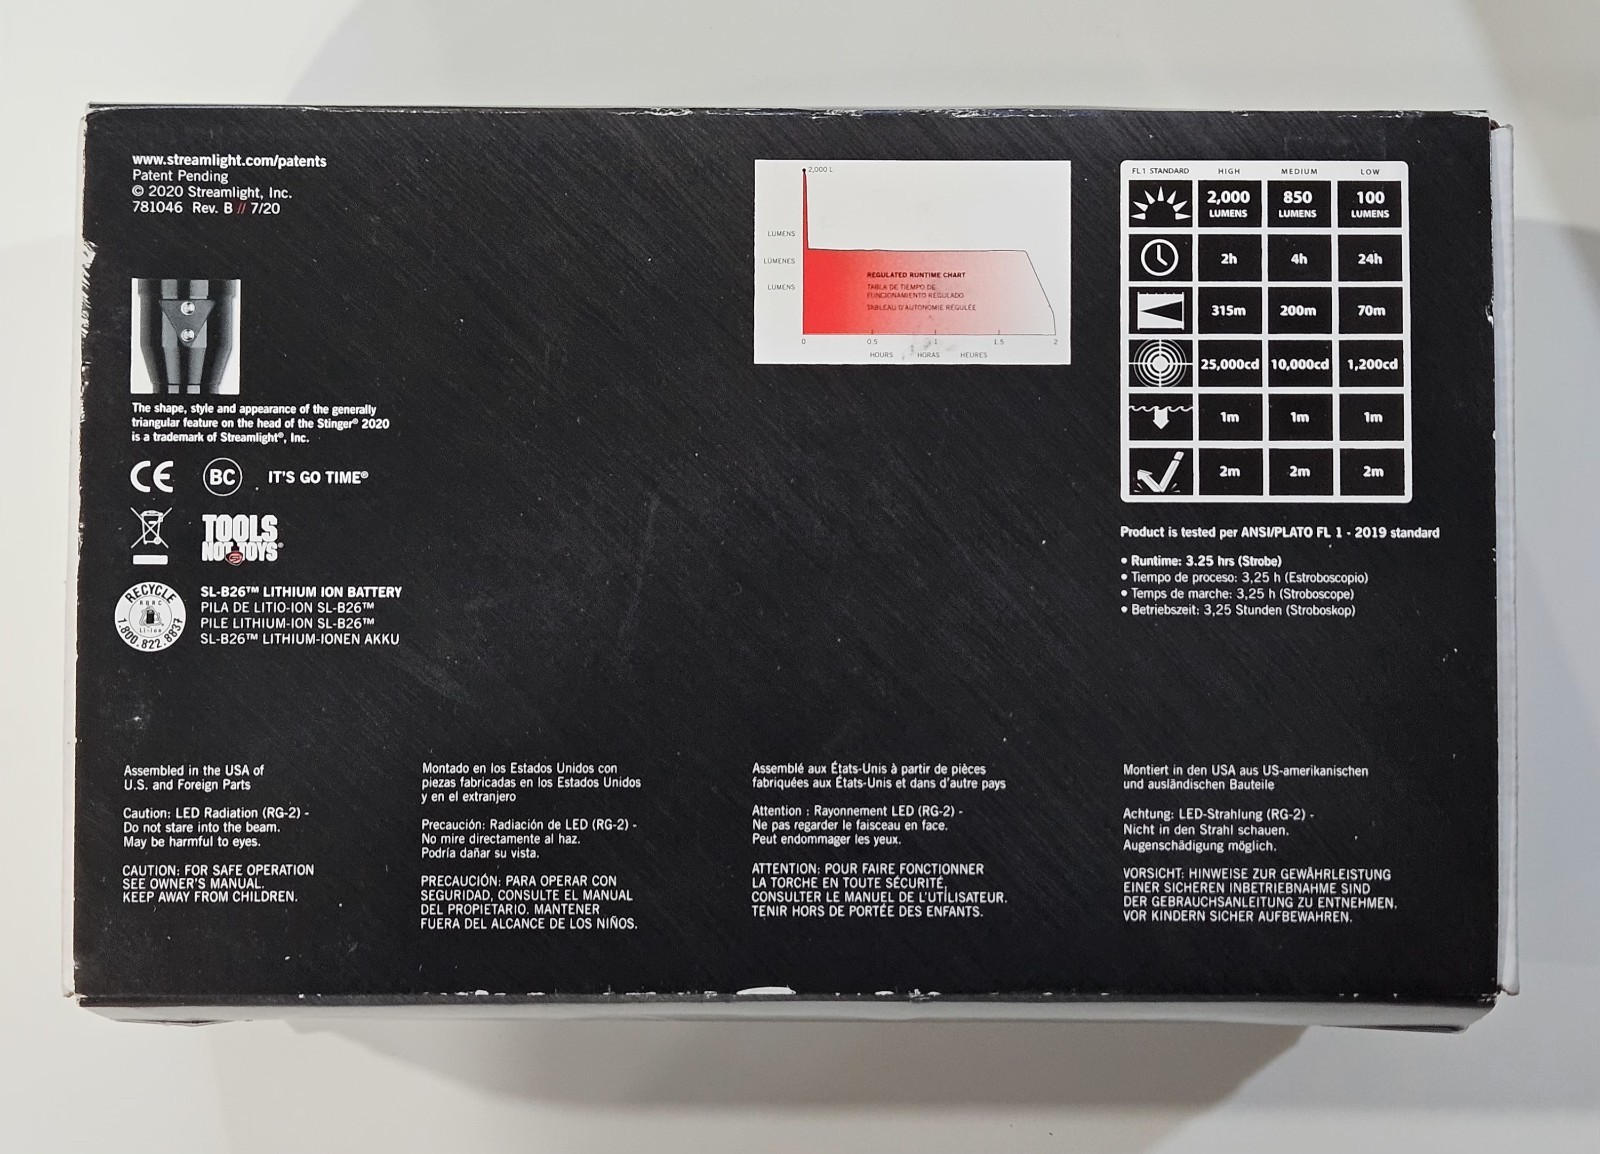 www.streamlight.com/patents
Patent Pending
© 2020 Streamlight, Inc.
781046 Rev. B // 7/20
The shape, style and appearance of the generally
triangular feature on the head of the Stinger® 2020
is a trademark of Streamlight®, Inc.
CE BC IT'S GO TIME®
TOOLS
NOT TOYS®
RECYCLE
RBRC
Li-Ion
1.800.822.8837
SL-B26™ LITHIUM ION BATTERY
PILA DE LITIO-ION SL-B26™
PILE LITHIUM-ION SL-B26™
SL-B26™ LITHIUM-IONEN AKKU
2,000 L
LUMENS
LÚMENES
LUMENS
REGULATED RUNTIME CHART
TABLA DE TIEMPO DE
FUNCIONAMIENTO REGULADO
TABLEAU D'AUTONOMIE RÉGULÉE
0 0.5 1 1.5 2
HOURS HORAS HEURES
FL1 STANDARD HIGH MEDIUM LOW
2,000 LUMENS 850 LUMENS 100 LUMENS
2h 4h 24h
315m 200m 70m
25,000cd 10,000cd 1,200cd
1m 1m 1m
2m 2m 2m
Product is tested per ANSI/PLATO FL 1 - 2019 standard
• Runtime: 3.25 hrs (Strobe)
• Tiempo de proceso: 3,25 h (Estroboscopio)
• Temps de marche: 3,25 h (Stroboscope)
• Betriebszeit: 3,25 Stunden (Stroboskop)
Assembled in the USA of
U.S. and Foreign Parts
Caution: LED Radiation (RG-2) -
Do not stare into the beam.
May be harmful to eyes.
CAUTION: FOR SAFE OPERATION
SEE OWNER'S MANUAL.
KEEP AWAY FROM CHILDREN.
Montado en los Estados Unidos con
piezas fabricadas en los Estados Unidos
y en el extranjero
Precaución: Radiación de LED (RG-2) -
No mire directamente al haz.
Podría dañar su vista.
PRECAUCIÓN: PARA OPERAR CON
SEGURIDAD, CONSULTE EL MANUAL
DEL PROPIETARIO. MANTENER
FUERA DEL ALCANCE DE LOS NIÑOS.
Assemblé aux États-Unis à partir de pièces
fabriquées aux États-Unis et dans d'autre pays
Attention : Rayonnement LED (RG-2) -
Ne pas regarder le faisceau en face.
Peut endommager les yeux.
ATTENTION: POUR FAIRE FONCTIONNER
LA TORCHE EN TOUTE SÉCURITÉ,
CONSULTER LE MANUEL DE L'UTILISATEUR.
TENIR HORS DE PORTÉE DES ENFANTS.
Montiert in den USA aus US-amerikanischen
und ausländischen Bauteile
Achtung: LED-Strahlung (RG-2) -
Nicht in den Strahl schauen.
Augenschädigung möglich.
VORSICHT: HINWEISE ZUR GEWÄHRLEISTUNG
EINER SICHEREN INBETRIEBNAHME SIND
DER GEBRAUCHSANLEITUNG ZU ENTNEHMEN.
VOR KINDERN SICHER AUFBEWAHREN.